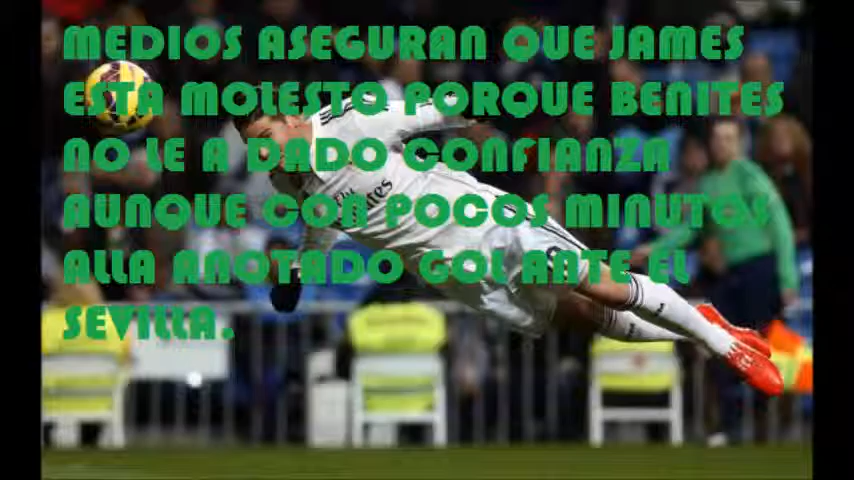 MEDIOS ASEGURAN QUE JAMES
ESTA MOLESTO PORQUE BENITES
NO LE A DADO CONFIANZA
AUNQUE CON POCOS MINUTOS
ALLA ANOTADO GOL ANTE EL
SEVILLA.
Emirates